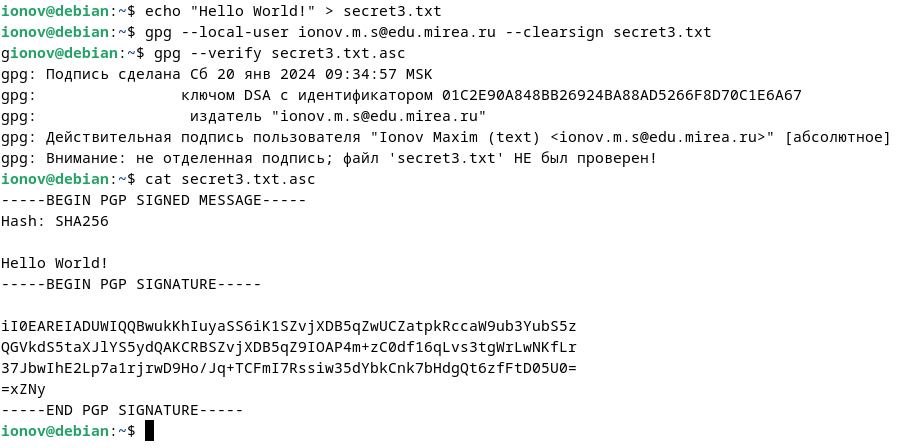 ionov@debian:~$ echo "Hello World!" > secret3.txt
ionov@debian:~$ gpg --local-user ionov.m.s@edu.mirea.ru --clearsign secret3.txt
gionov@debian:~$ gpg --verify secret3.txt.asc
gpg: Подпись сделана Сб 20 янв 2024 09:34:57 MSK
gpg:                ключом DSA с идентификатором 01C2E90A848BB26924BA88AD5266F8D70C1E6A67
gpg:                 издатель "ionov.m.s@edu.mirea.ru"
gpg: Действительная подпись пользователя "Ionov Maxim (text) <ionov.m.s@edu.mirea.ru>" [абсолютное]
gpg: Внимание: не отделенная подпись; файл 'secret3.txt' НЕ был проверен!
ionov@debian:~$ cat secret3.txt.asc
-----BEGIN PGP SIGNED MESSAGE-----
Hash: SHA256

Hello World!
-----BEGIN PGP SIGNATURE-----

iI0EAREIADUWIQQBwukKhIuyaSS6iK1SZvjXDB5qZwUCZatpkRccaW9ub3YubS5z
QGVkdS5taXJlYS5ydQAKCRBSZvjXDB5qZ9IOAP4m+zC0df16qLvs3tgWrLwNKfLr
37JbwIhE2Lp7a1rjrwD9Ho/Jq+TCFmI7Rssiw35dYbkCnk7bHdgQt6zfFtD05U0=
=xZNy
-----END PGP SIGNATURE-----
ionov@debian:~$